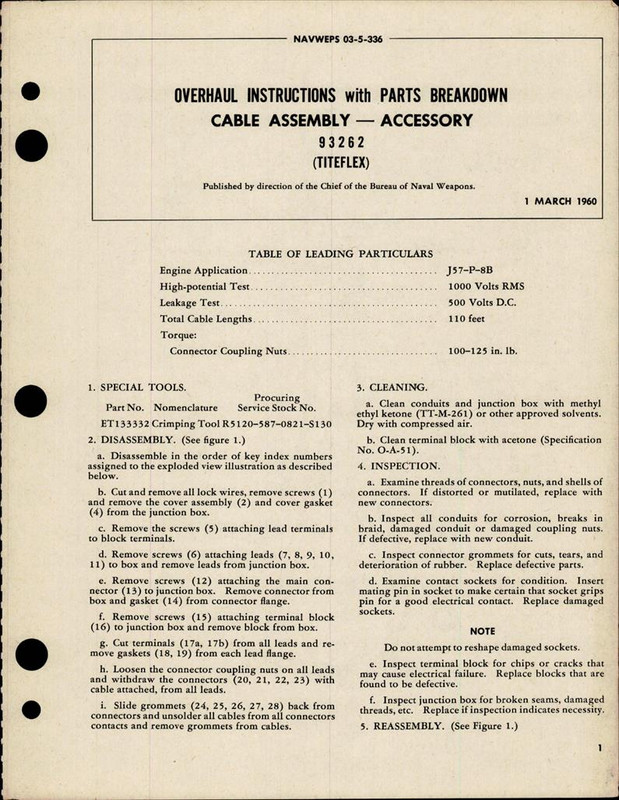 NAVWEPS 03-5-336
OVERHAUL INSTRUCTIONS with PARTS BREAKDOWN
CABLE ASSEMBLY — ACCESSORY
93262
(TITEFLEX)
Published by direction of the Chief of the Bureau of Naval Weapons.
1 MARCH 1960
TABLE OF LEADING PARTICULARS
Engine Application........................................ J57-P-8B
High-potential Test........................................ 1000 Volts RMS
Leakage Test........................................ 500 Volts D.C.
Total Cable Lengths........................................ 110 feet
Torque:
Connector Coupling Nuts................................ 100-125 in. lb.
1. SPECIAL TOOLS.
Procuring
Part No. Nomenclature Service Stock No.
ET133332 Crimping Tool R5120-587-0821-S130
2. DISASSEMBLY. (See figure 1.)
a. Disassemble in the order of key index numbers
assigned to the exploded view illustration as described
below.
b. Cut and remove all lock wires, remove screws (1)
and remove the cover assembly (2) and cover gasket
(4) from the junction box.
c. Remove the screws (5) attaching lead terminals
to block terminals.
d. Remove screws (6) attaching leads (7, 8, 9, 10,
11) to box and remove leads from junction box.
e. Remove screws (12) attaching the main con-
nector (13) to junction box. Remove connector from
box and gasket (14) from connector flange.
f. Remove screws (15) attaching terminal block
(16) to junction box and remove block from box.
g. Cut terminals (17a, 17b) from all leads and re-
move gaskets (18, 19) from each lead flange.
h. Loosen the connector coupling nuts on all leads
and withdraw the connectors (20, 21, 22, 23) with
cable attached, from all leads.
i. Slide grommets (24, 25, 26, 27, 28) back from
connectors and unsolder all cables from all connectors
contacts and remove grommets from cables.
3. CLEANING.
a. Clean conduits and junction box with methyl
ethyl ketone (TT-M-261) or other approved solvents.
Dry with compressed air.
b. Clean terminal block with acetone (Specification
No. O-A-51).
4. INSPECTION.
a. Examine threads of connectors, nuts, and shells of
connectors. If distorted or mutilated, replace with
new connectors.
b. Inspect all conduits for corrosion, breaks in
braid, damaged conduit or damaged coupling nuts.
If defective, replace with new conduit.
c. Inspect connector grommets for cuts, tears, and
deterioration of rubber. Replace defective parts.
d. Examine contact sockets for condition. Insert
mating pin in socket to make certain that socket grips
pin for a good electrical contact. Replace damaged
sockets.
NOTE
Do not attempt to reshape damaged sockets.
e. Inspect terminal block for chips or cracks that
may cause electrical failure. Replace blocks that are
found to be defective.
f. Inspect junction box for broken seams, damaged
threads, etc. Replace if inspection indicates necessity.
5. REASSEMBLY. (See Figure 1.)
1